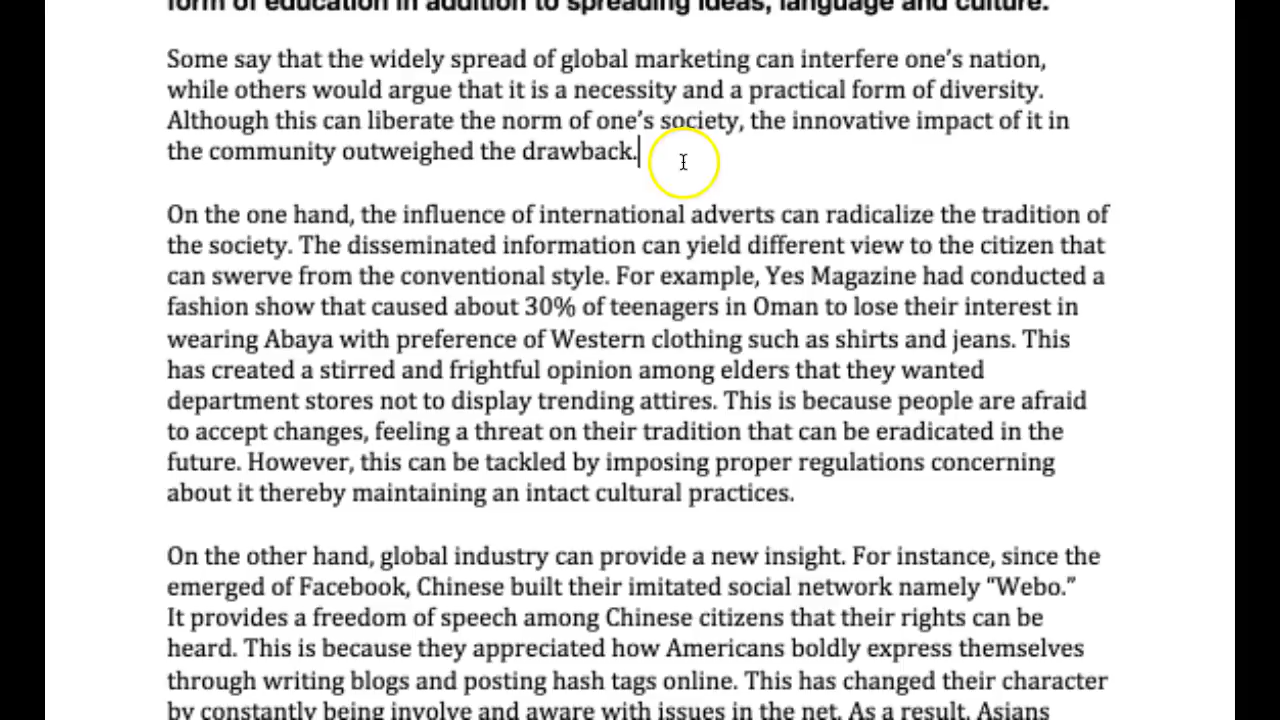 form of education in addition to spreading ideas, language and culture.
Some say that the widely spread of global marketing can interfere one’s nation,
while others would argue that it is a necessity and a practical form of diversity.
Although this can liberate the norm of one’s society, the innovative impact of it in
the community outweighed the drawback.
On the one hand, the influence of international adverts can radicalize the tradition of
the society. The disseminated information can yield different view to the citizen that
can swerve from the conventional style. For example, Yes Magazine had conducted a
fashion show that caused about 30% of teenagers in Oman to lose their interest in
wearing Abaya with preference of Western clothing such as shirts and jeans. This
has created a stirred and frightful opinion among elders that they wanted
department stores not to display trending attires. This is because people are afraid
to accept changes, feeling a threat on their tradition that can be eradicated in the
future. However, this can be tackled by imposing proper regulations concerning
about it thereby maintaining an intact cultural practices.
On the other hand, global industry can provide a new insight. For instance, since the
emerged of Facebook, Chinese built their imitated social network namely “Webo.”
It provides a freedom of speech among Chinese citizens that their rights can be
heard. This is because they appreciated how Americans boldly express themselves
through writing blogs and posting hash tags online. This has changed their character
by constantly being involve and aware with issues in the net. As a result, Asians